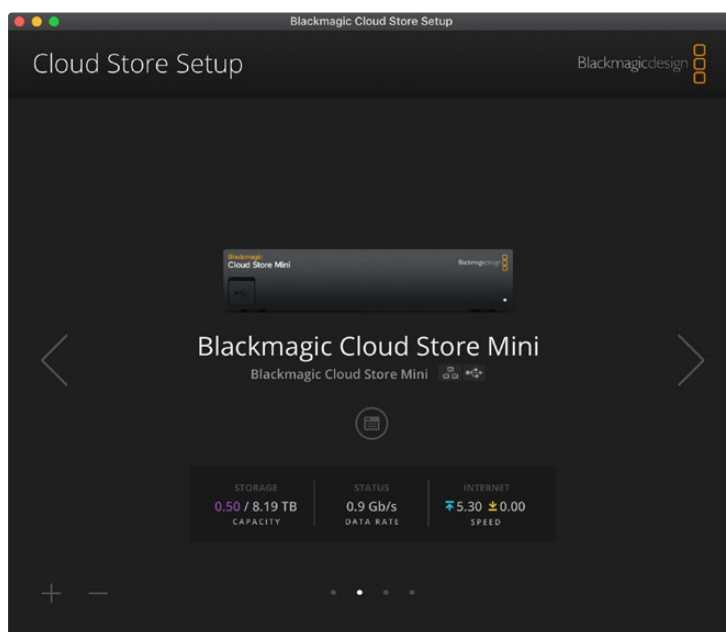 Blackmagic Cloud Store Setup
Cloud Store Setup
Blackmagicdesign
Blackmagic
Cloud Store Mini
Blackmagicdesign
Blackmagic Cloud Store Mini
Blackmagic Cloud Store Mini
STORAGE STATUS INTERNET
0.50 / 8.19 TB 0.9 Gb/s 5.30 0.00
CAPACITY DATA RATE SPEED